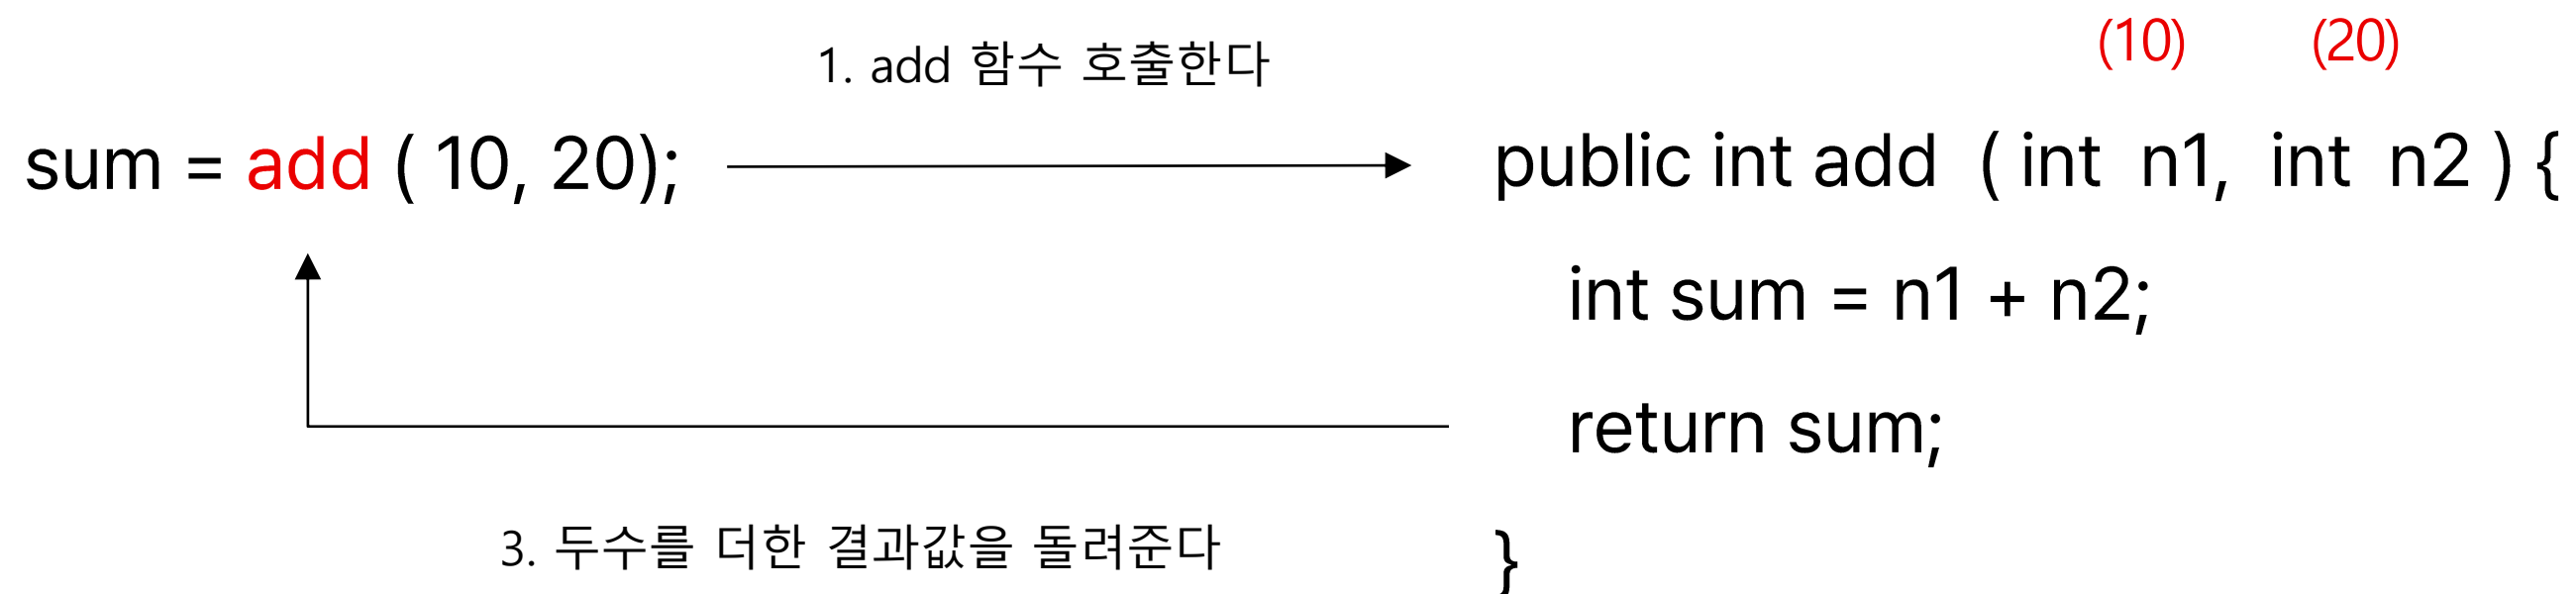 1. add 함수 호출한다
(10) (20)
sum = add ( 10, 20);
public int add ( int n1, int n2 ) {
int sum = n1 + n2;
return sum;
3. 두수를 더한 결과값을 돌려준다
}